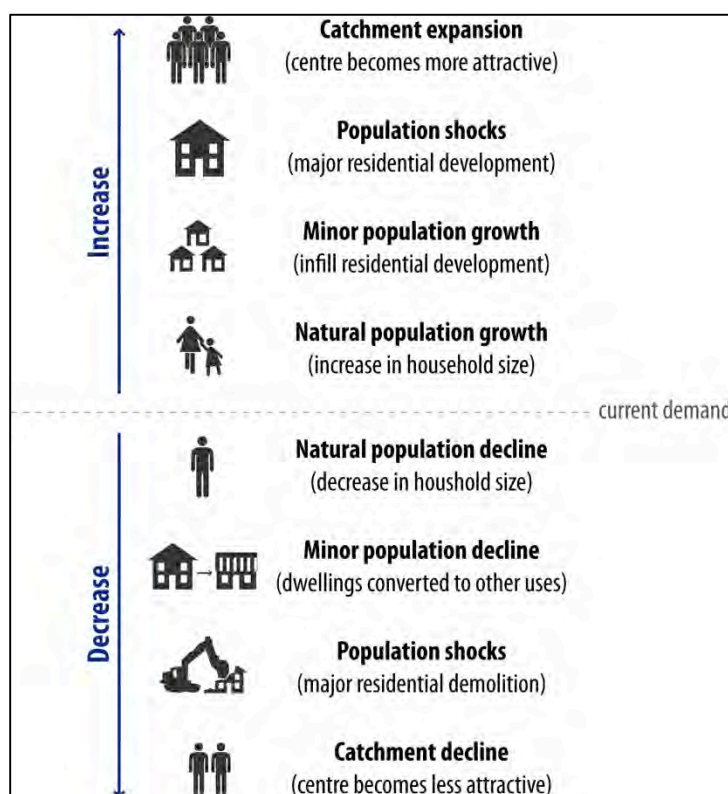 Catchment expansion
(centre becomes more attractive)
Population shocks
(major residential development)
Increase
Minor population growth
(infill residential development)
Natural population growth
(increase in household size)
current demand
Natural population decline
(decrease in houshold size)
Minor population decline
(dwellings converted to other uses)
Decrease
Population shocks
(major residential demolition)
Catchment decline
(centre becomes less attractive)